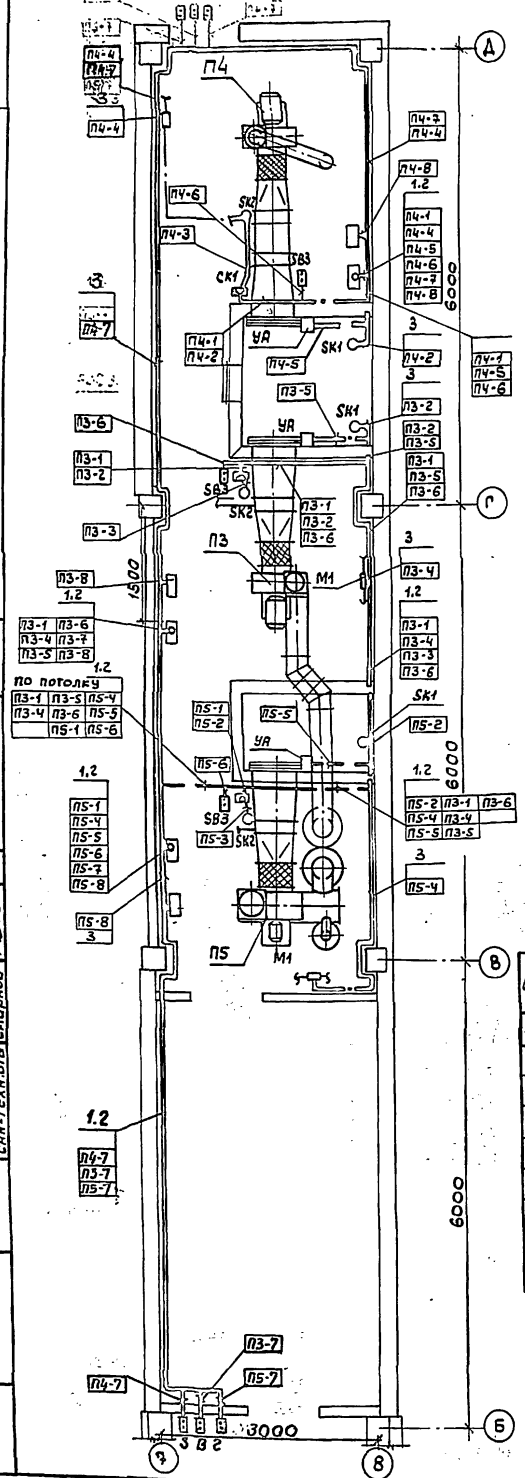 П4-7
Д
П4-4
П4-7
П4
3
П4-4
П4-7
П4-4
П4-8
1.2
П4-6
SK2
П4-3
SB3
П4-1
П4-4
П4-5
П4-6
П4-7
П4-8
6000
СК1
УА
SK1
3
П4-1
П4-2
П4-5
П4-2
П4-1
П4-5
П4-6
3
П4-7
П3-5
SK1
3
П3-2
П3-6
УА
П3-2
П3-5
П3-1
П3-2
SB3
SK2
П3-1
П3-5
П3-6
П3-1
П3-2
П3-6
Г
П3-3
П3
3
М1
П3-4
1500
П3-8
1.2
1.2
П3-1 П3-6
П3-4 П3-7
П3-5 П3-8
П3-1
П3-4
П3-3
П3-6
1.2
ПО ПОТОЛКУ
П3-1 П3-5 П5-4
П3-4 П3-6 П5-5
П5-1 П5-6
П5-1
П5-2
П5-5
SK1
П5-2
УА
П5-6
1.2
6000
1,2
П5-2 П3-1 П3-6
П5-4 П3-4
П5-5 П3-5
SB3
П5-3
SK2
П5-1
П5-4
П5-5
П5-6
П5-7
П5-8
3
П5-4
П5-8
3
П5
М1
В
1.2
П4-7
П3-7
П5-7
6000
П3-7
П4-7
П5-7
S B 2
3000
Б
7
8